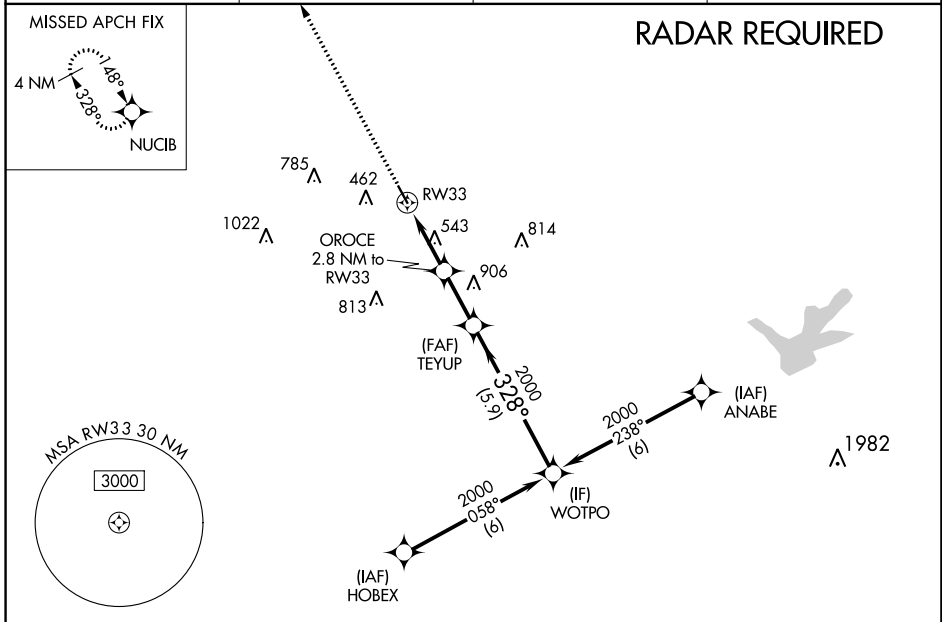 MISSED APCH FIX
4 NM
148°
328°
NUCIB
RADAR REQUIRED
785
462
RW33
1022
543
814
OROCE
2.8 NM to
RW33
906
813
(FAF)
TEYUP
2000
328°
(5.9)
(IAF)
ANABE
2000
238°
(6)
1982
MSA RW33 30 NM
3000
2000
058°
(6)
(IF)
WOTPO
(IAF)
HOBEX